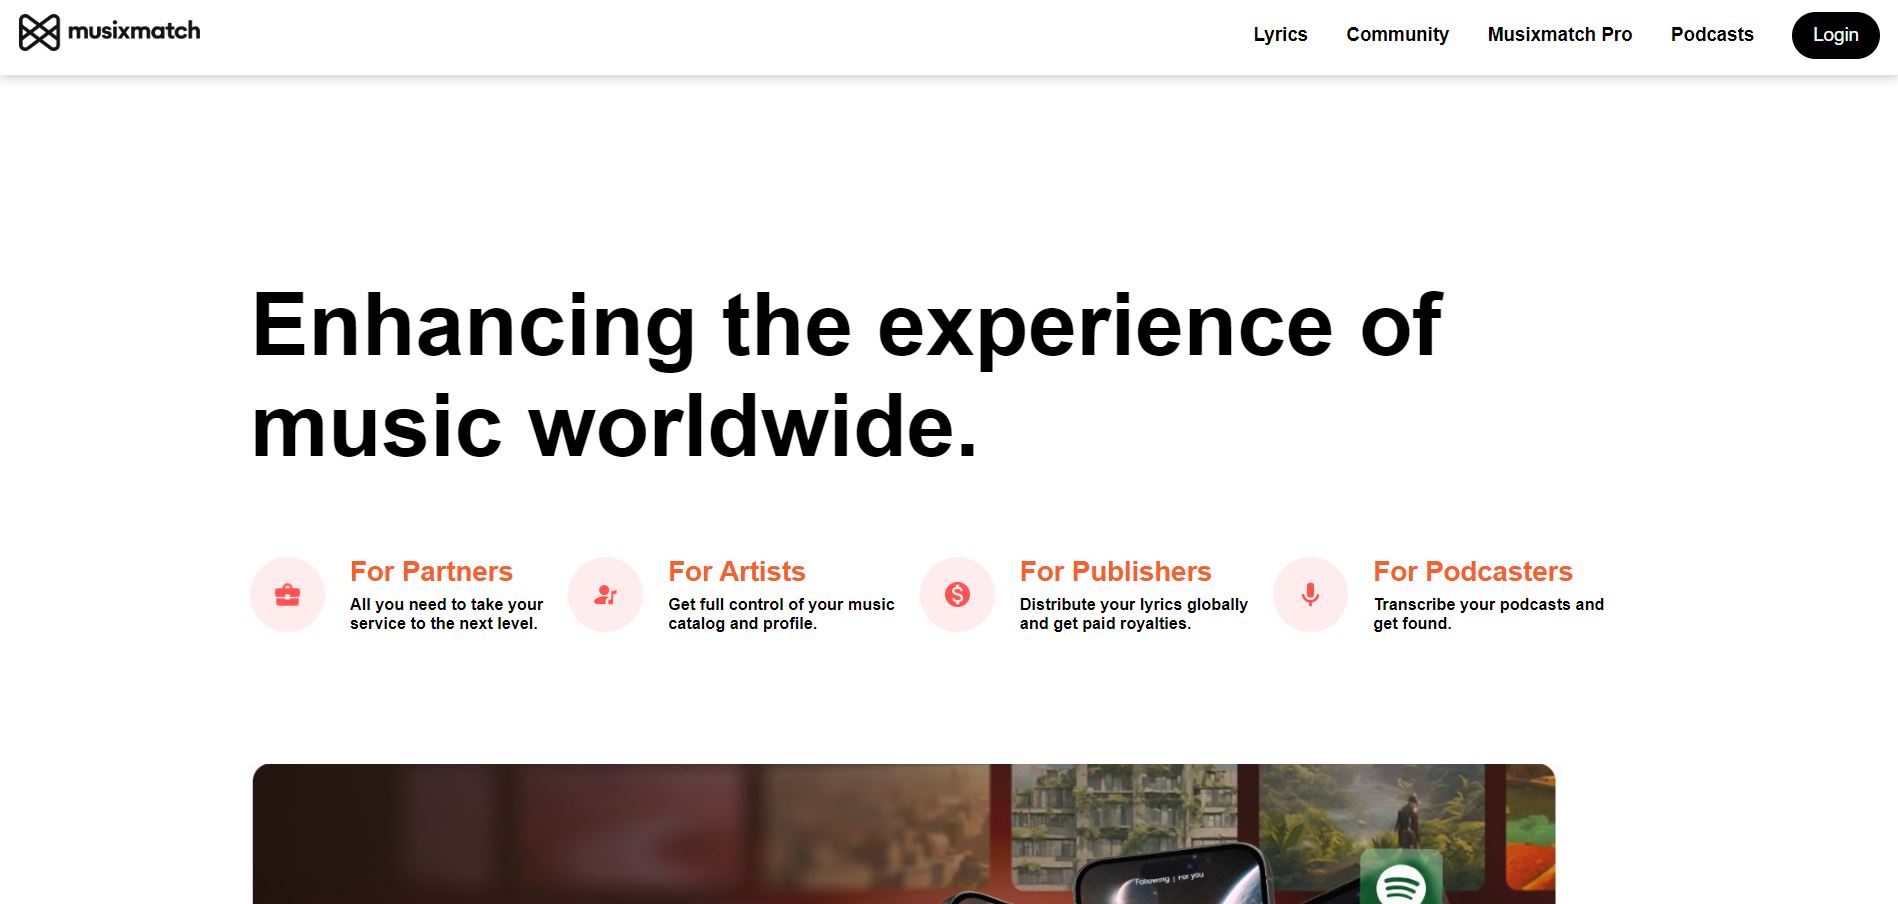 musixmatch
Lyrics
Community
Musixmatch Pro
Podcasts
Login
Enhancing the experience of
music worldwide.
For Partners
All you need to take your
service to the next level.
For Artists
Get full control of your music
catalog and profile.
For Publishers
Distribute your lyrics globally
and get paid royalties.
For Podcasters
Transcribe your podcasts and
get found.
Following | For you